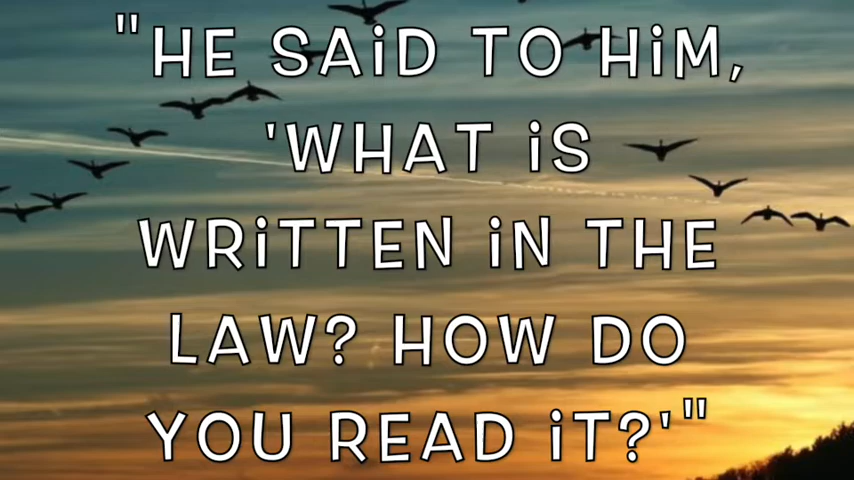 "HE SAiD TO HiM,
'WHAT iS
WRiTTEN iN THE
LAW? HOW DO
YOU READ iT?'"